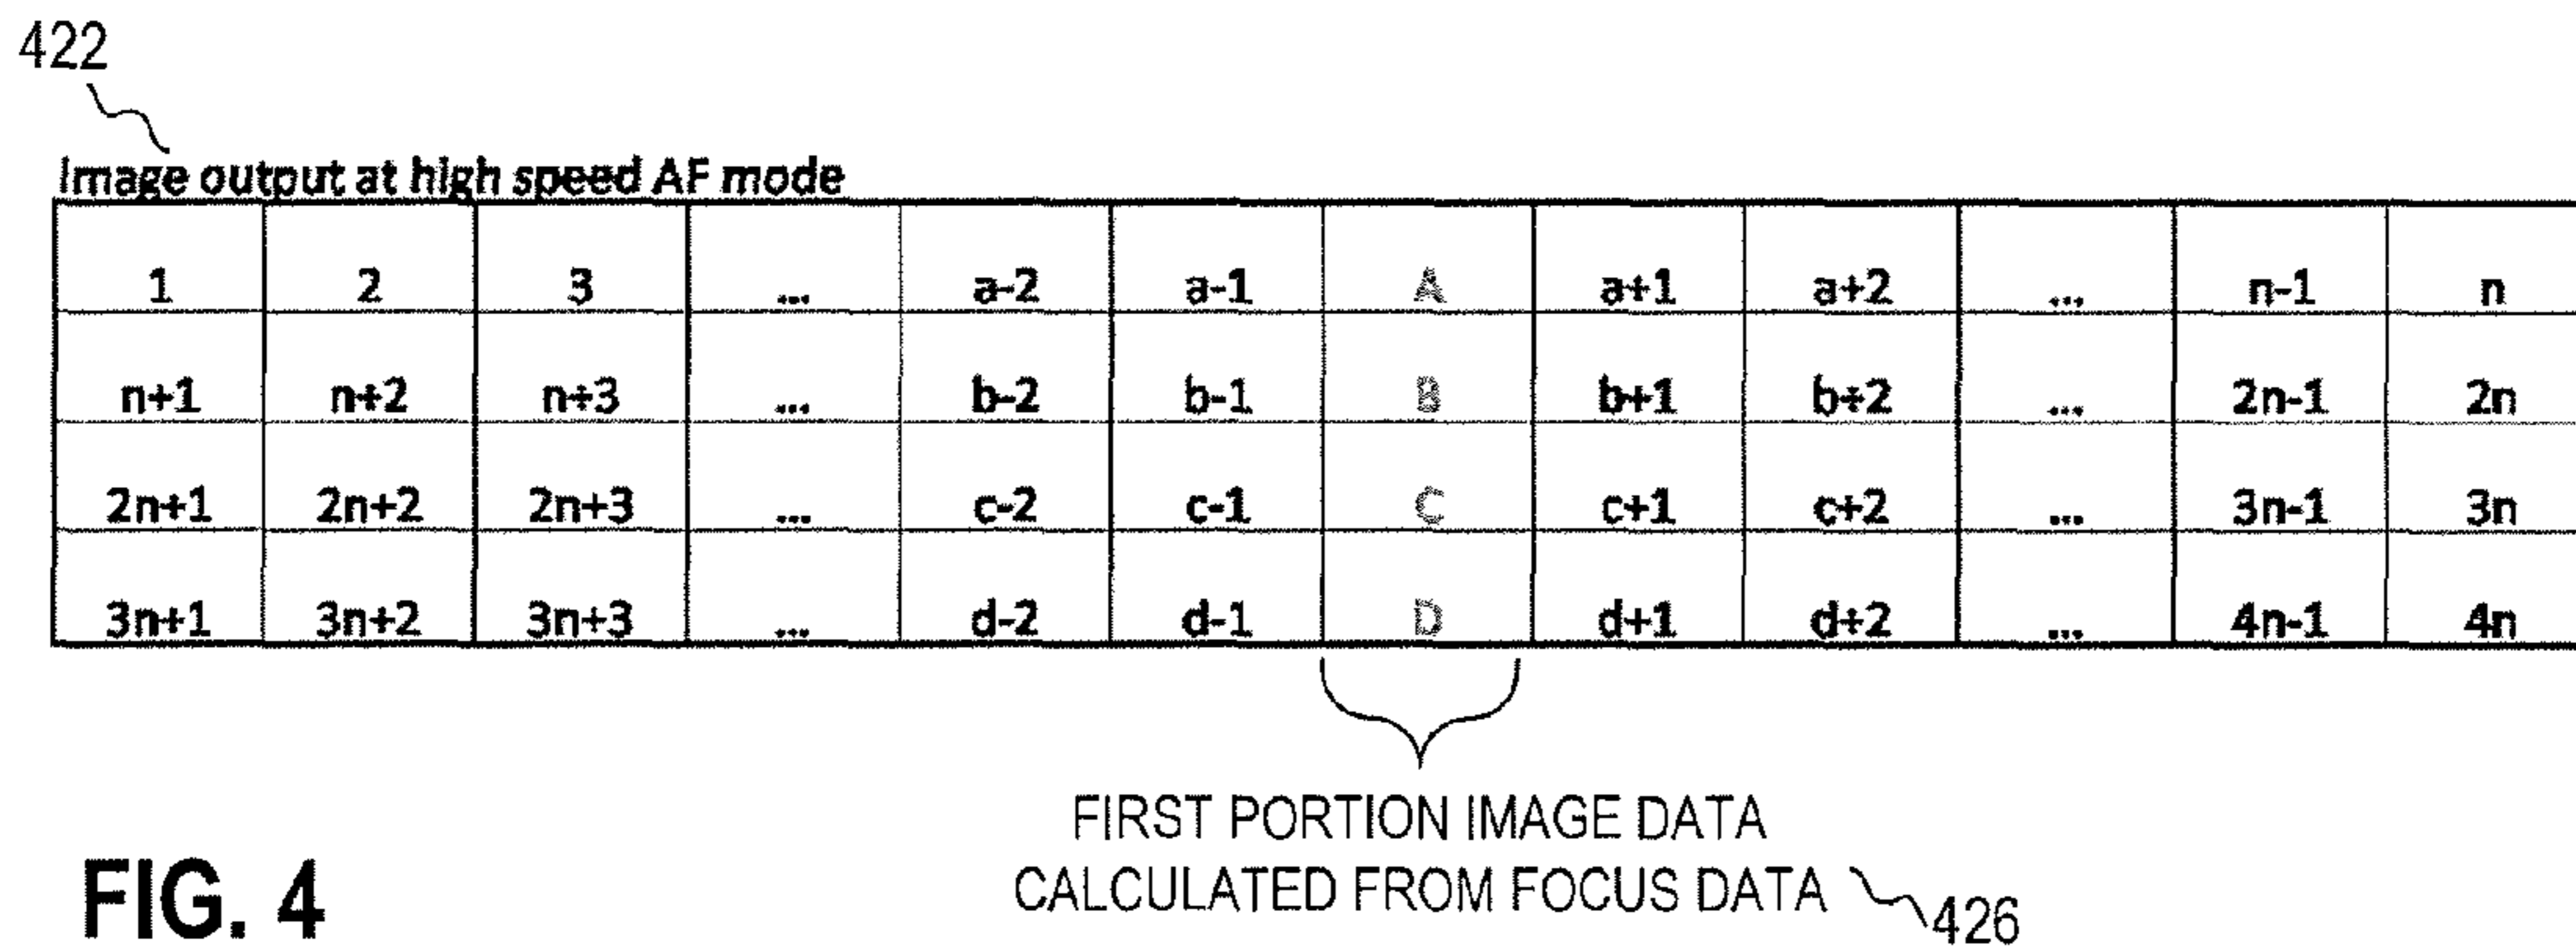 422
Image output at high speed AF mode
1 2 3 ... a-2 a-1 A a+1 a+2 ... n-1 n
n+1 n+2 n+3 ... b-2 b-1 B b+1 b+2 ... 2n-1 2n
2n+1 2n+2 2n+3 ... c-2 c-1 C c+1 c+2 ... 3n-1 3n
3n+1 3n+2 3n+3 ... d-2 d-1 D d+1 d+2 ... 4n-1 4n
FIRST PORTION IMAGE DATA
CALCULATED FROM FOCUS DATA
426
FIG. 4